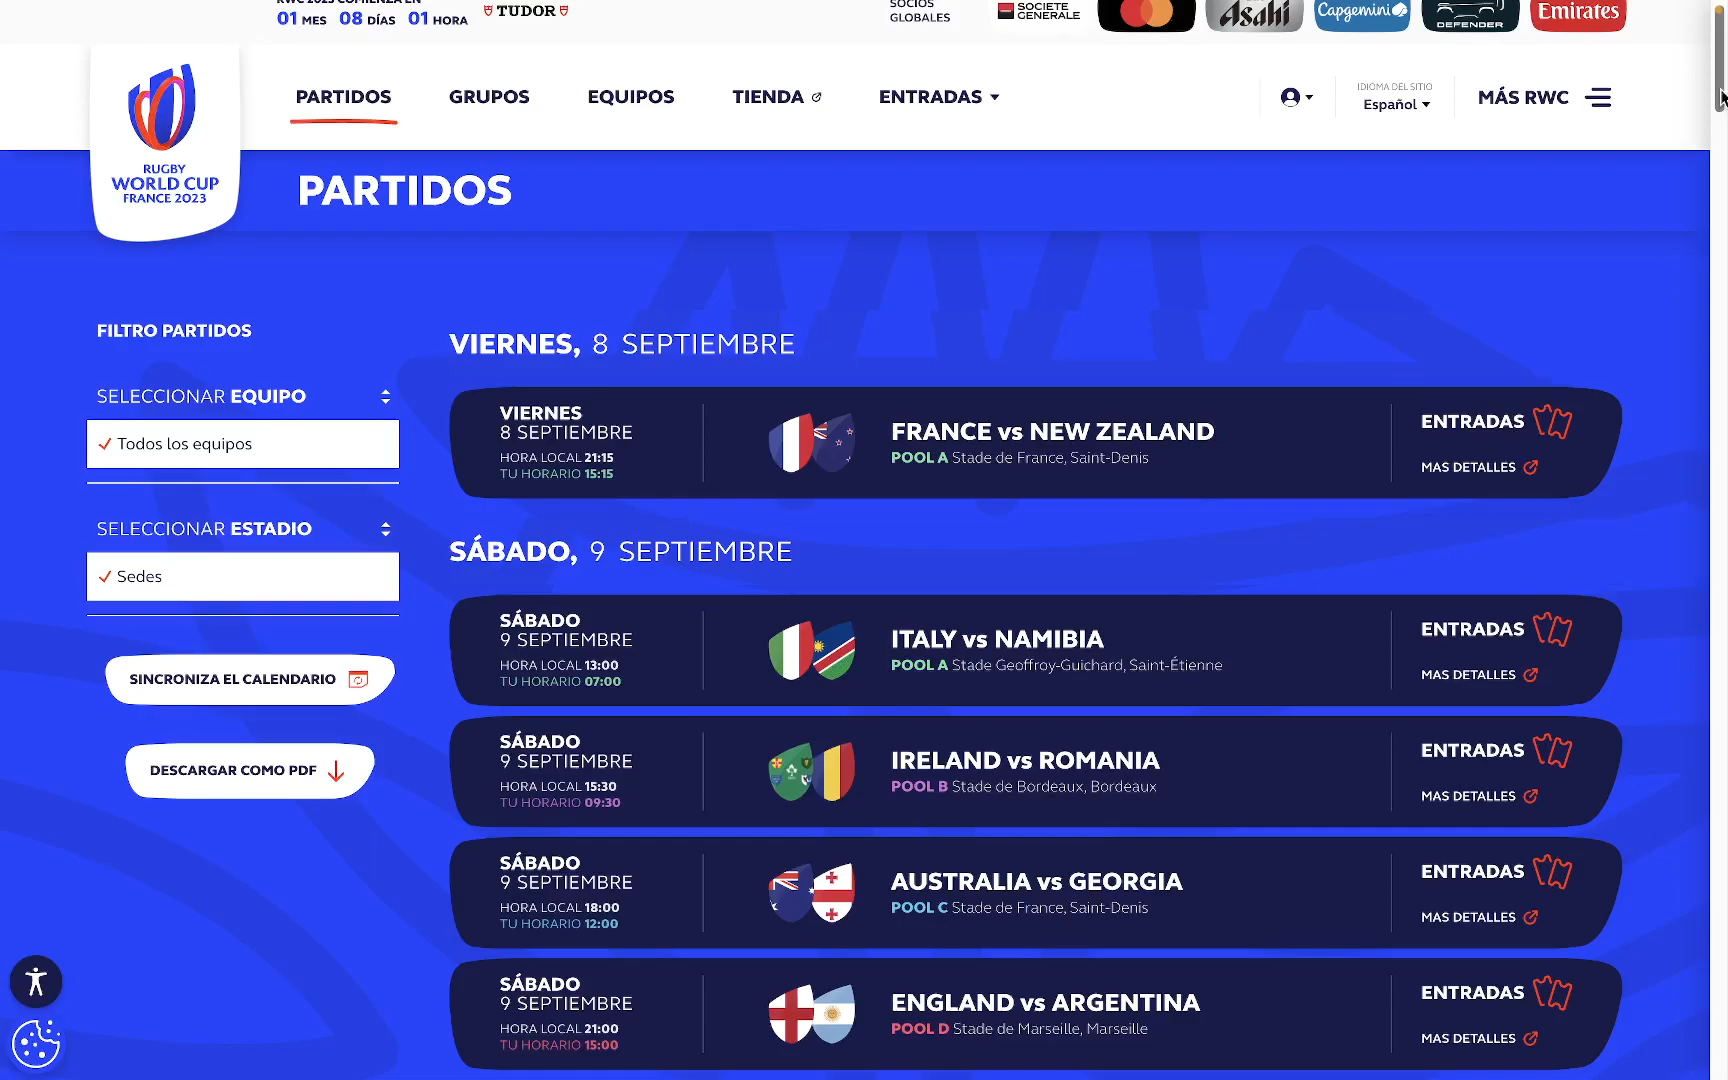 RWC 2023 COMIENZA EN
01 MES 08 DÍAS 01 HORA
TUDOR
SOCIOS
GLOBALES
SOCIETE
GENERALE
Asahi
Capgemini
DEFENDER
Emirates
RUGBY
WORLD CUP
FRANCE 2023
PARTIDOS
GRUPOS
EQUIPOS
TIENDA
ENTRADAS
IDIOMA DEL SITIO
Español
MÁS RWC
PARTIDOS
FILTRO PARTIDOS
SELECCIONAR EQUIPO
Todos los equipos
SELECCIONAR ESTADIO
Sedes
SINCRONIZA EL CALENDARIO
DESCARGAR COMO PDF
VIERNES, 8 SEPTIEMBRE
VIERNES
8 SEPTIEMBRE
HORA LOCAL 21:15
TU HORARIO 15:15
FRANCE vs NEW ZEALAND
POOL A Stade de France, Saint-Denis
ENTRADAS
MAS DETALLES
SÁBADO, 9 SEPTIEMBRE
SÁBADO
9 SEPTIEMBRE
HORA LOCAL 13:00
TU HORARIO 07:00
ITALY vs NAMIBIA
POOL A Stade Geoffroy-Guichard, Saint-Étienne
ENTRADAS
MAS DETALLES
SÁBADO
9 SEPTIEMBRE
HORA LOCAL 15:30
TU HORARIO 09:30
IRELAND vs ROMANIA
POOL B Stade de Bordeaux, Bordeaux
ENTRADAS
MAS DETALLES
SÁBADO
9 SEPTIEMBRE
HORA LOCAL 18:00
TU HORARIO 12:00
AUSTRALIA vs GEORGIA
POOL C Stade de France, Saint-Denis
ENTRADAS
MAS DETALLES
SÁBADO
9 SEPTIEMBRE
HORA LOCAL 21:00
TU HORARIO 15:00
ENGLAND vs ARGENTINA
POOL D Stade de Marseille, Marseille
ENTRADAS
MAS DETALLES